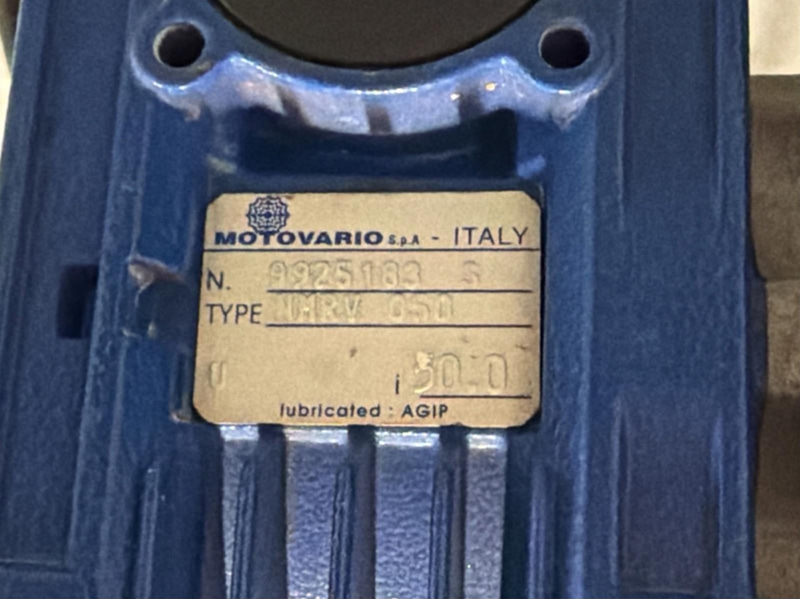 MOTOVARIO S.p.A - ITALY
N. 9925183 S
TYPE NMRV 050
U i 50.0
lubricated : AGIP